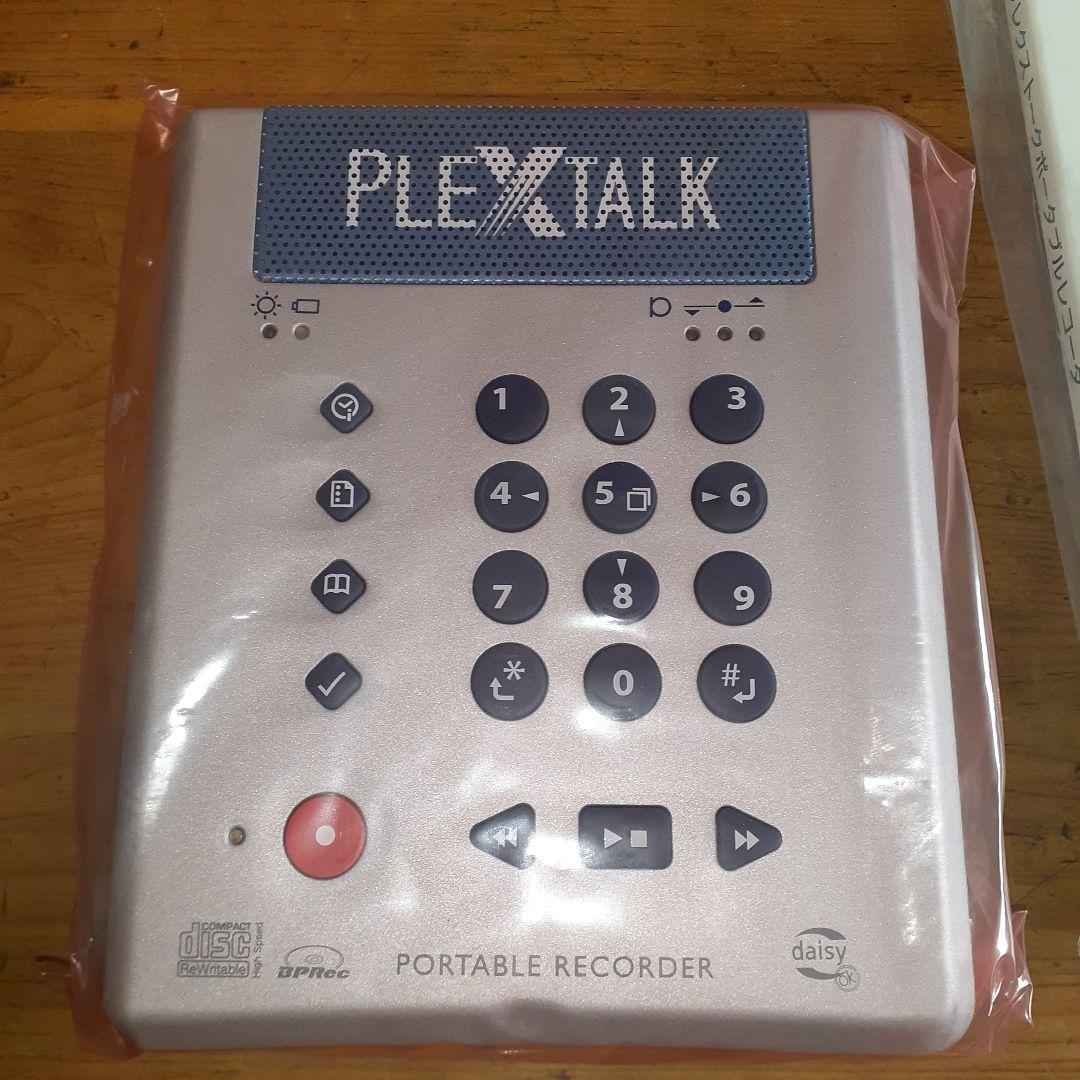 PLEXTALK
1
2
3
4
5
6
7
8
9
*
0
#
COMPACT
disc
ReWritable
High Speed
BPRec
PORTABLE RECORDER
daisy
OK